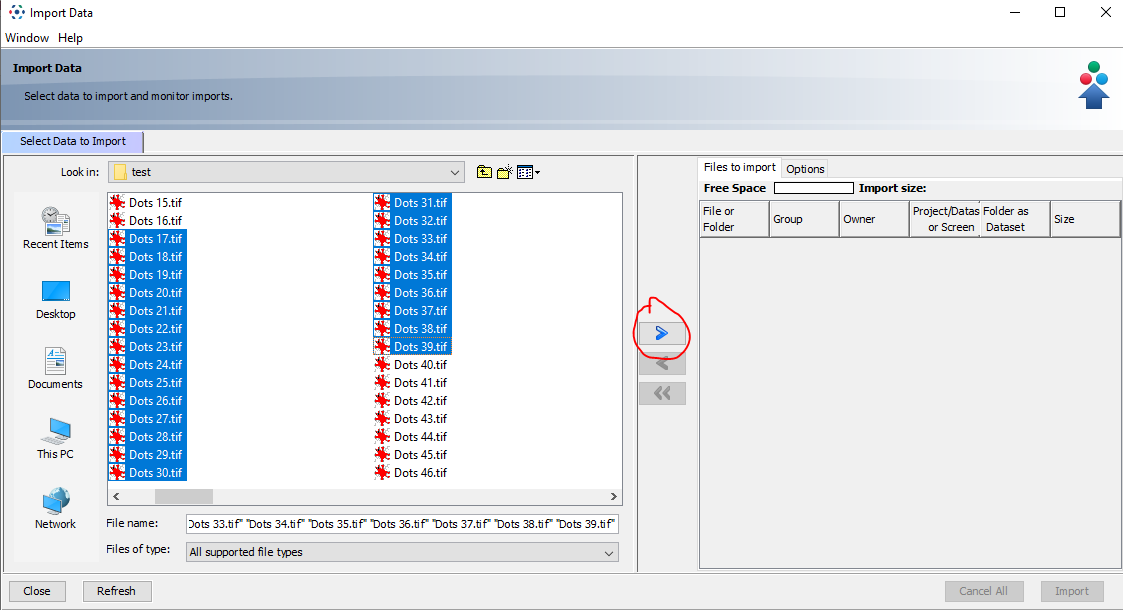 Import Data
Window Help
Import Data
Select data to import and monitor imports.
Select Data to Import
Look in: test
Recent Items
Desktop
Documents
This PC
Network
Dots 15.tif
Dots 16.tif
Dots 17.tif
Dots 18.tif
Dots 19.tif
Dots 20.tif
Dots 21.tif
Dots 22.tif
Dots 23.tif
Dots 24.tif
Dots 25.tif
Dots 26.tif
Dots 27.tif
Dots 28.tif
Dots 29.tif
Dots 30.tif
Dots 31.tif
Dots 32.tif
Dots 33.tif
Dots 34.tif
Dots 35.tif
Dots 36.tif
Dots 37.tif
Dots 38.tif
Dots 39.tif
Dots 40.tif
Dots 41.tif
Dots 42.tif
Dots 43.tif
Dots 44.tif
Dots 45.tif
Dots 46.tif
File name: Dots 33.tif" "Dots 34.tif" "Dots 35.tif" "Dots 36.tif" "Dots 37.tif" "Dots 38.tif" "Dots 39.tif"
Files of type: All supported file types
Files to import Options
Free Space Import size:
File or Folder
Group
Owner
Project/Datas or Screen
Folder as Dataset
Size
Close Refresh Cancel All Import